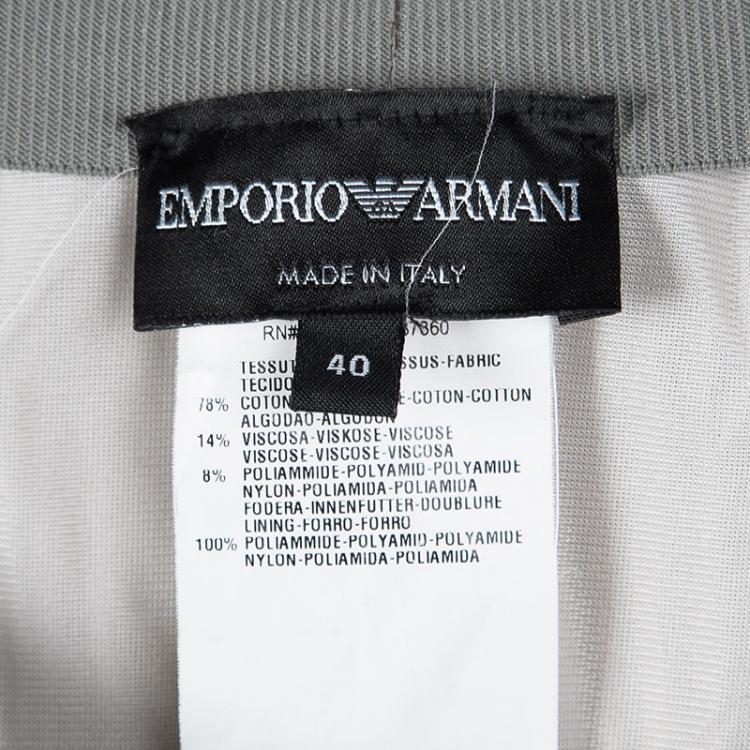 EMPORIO ARMANI
MADE IN ITALY
40
RN#
TESSUT SSUS-FABRIC
TECIDO
78% COTON E-COTON-COTTON
ALGODAO-ALGODON
14% VISCOSA-VISKOSE-VISCOSE
VISCOSE-VISCOSE-VISCOSA
8% POLIAMMIDE-POLYAMID-POLYAMIDE
NYLON-POLIAMIDA-POLIAMIDA
FODERA-INNENFUTTER-DOUBLURE
LINING-FORRO-FORRO
100% POLIAMMIDE-POLYAMID-POLYAMIDE
NYLON-POLIAMIDA-POLIAMIDA